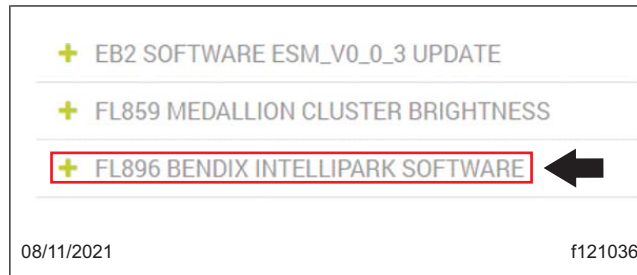 + EB2 SOFTWARE ESM_V0_0_3 UPDATE
+ FL859 MEDALLION CLUSTER BRIGHTNESS
+ FL896 BENDIX INTELLIPARK SOFTWARE
08/11/2021 f121036